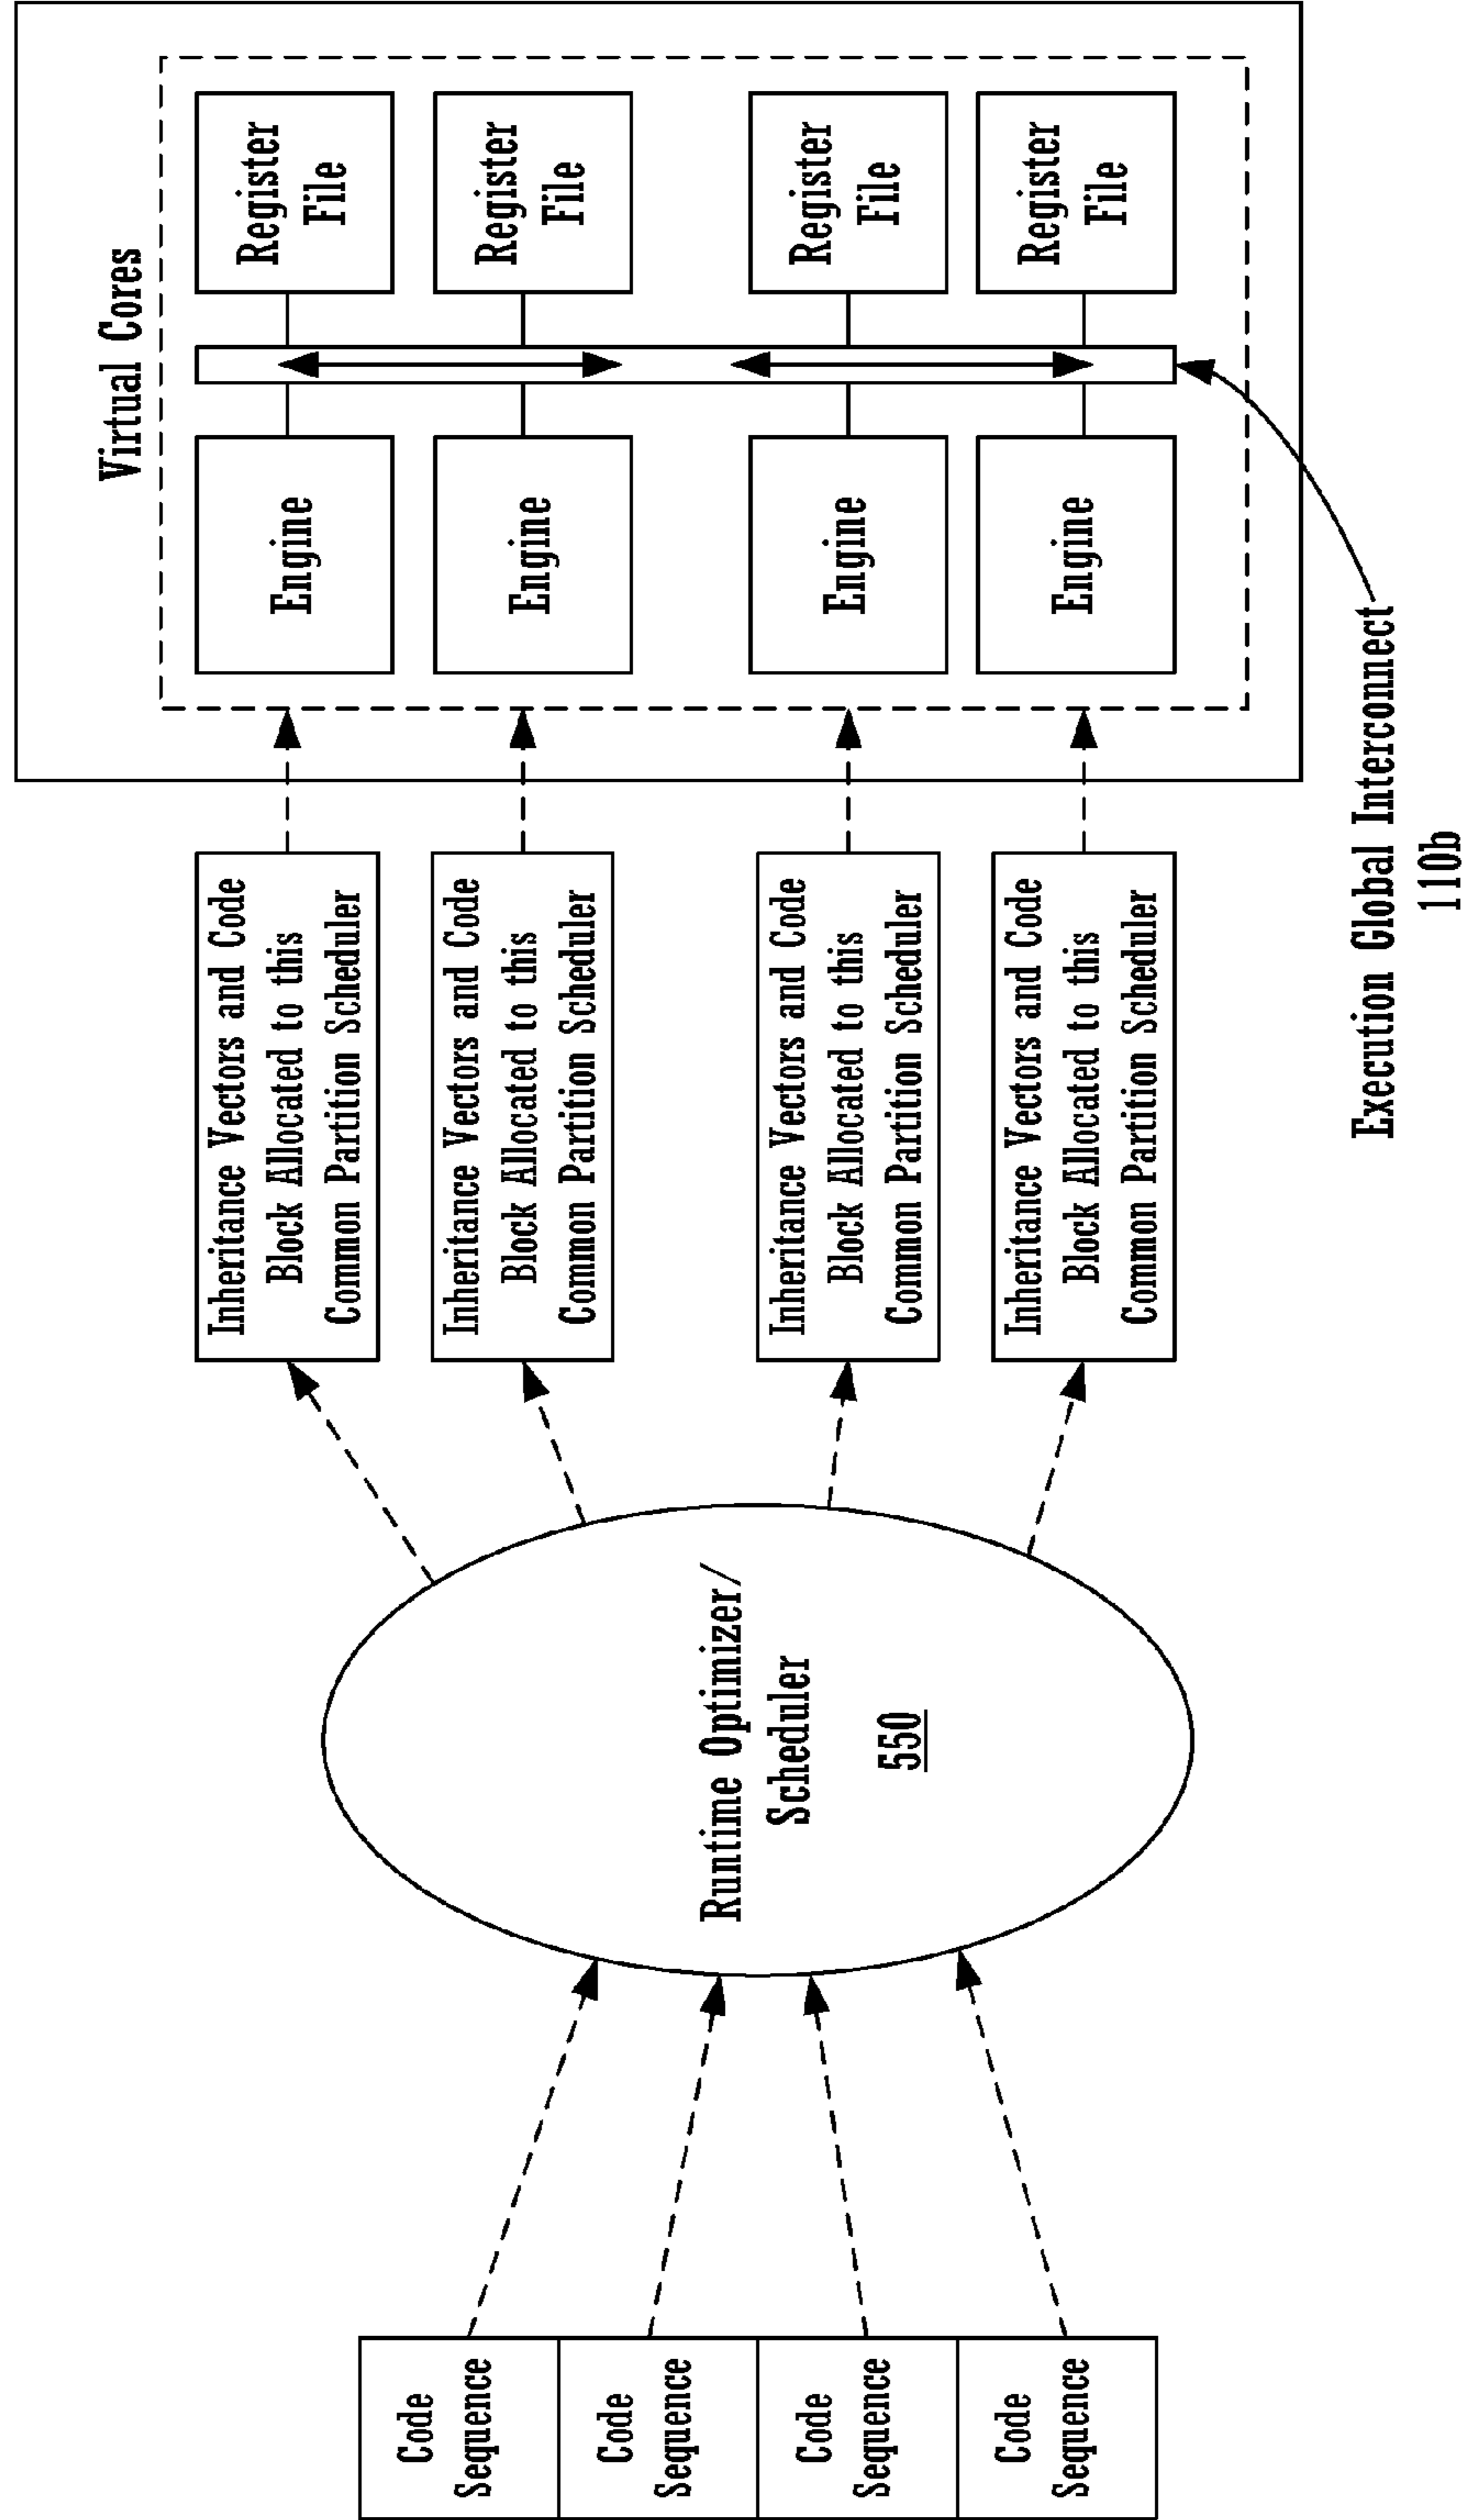 Code
Sequence
Code
Sequence
Code
Sequence
Code
Sequence
Runtime Optimizer/
Scheduler
550
Inheritance Vectors and Code
Block Allocated to this
Common Partition Scheduler
Inheritance Vectors and Code
Block Allocated to this
Common Partition Scheduler
Inheritance Vectors and Code
Block Allocated to this
Common Partition Scheduler
Inheritance Vectors and Code
Block Allocated to this
Common Partition Scheduler
Virtual Cores
Engine
Register
File
Engine
Register
File
Engine
Register
File
Engine
Register
File
Execution Global Interconnect
110b